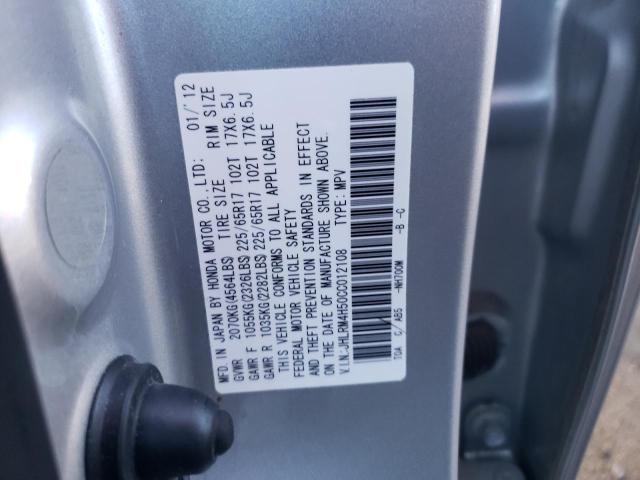 MFD. IN JAPAN BY HONDA MOTOR CO., LTD: 01/'12
TIRE SIZE RIM SIZE
GVWR 2070KG(4564LBS)
GAWR F 1055KG(2326LBS) 225/65R17 102T 17X6.5J
GAWR R 1035KG(2282LBS) 225/65R17 102T 17X6.5J
THIS VEHICLE CONFORMS TO ALL APPLICABLE
FEDERAL MOTOR VEHICLE SAFETY
AND THEFT PREVENTION STANDARDS IN EFFECT
ON THE DATE OF MANUFACTURE SHOWN ABOVE.
V.I.N.:JHLRM4H50CC012108 TYPE: MPV
TOA C/ABS -NH700M -B -C